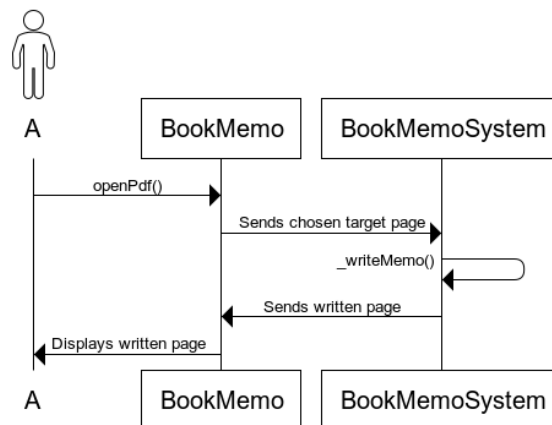 A
BookMemo
BookMemoSystem
openPdf()
Sends chosen target page
_writeMemo()
Sends written page
Displays written page
A
BookMemo
BookMemoSystem